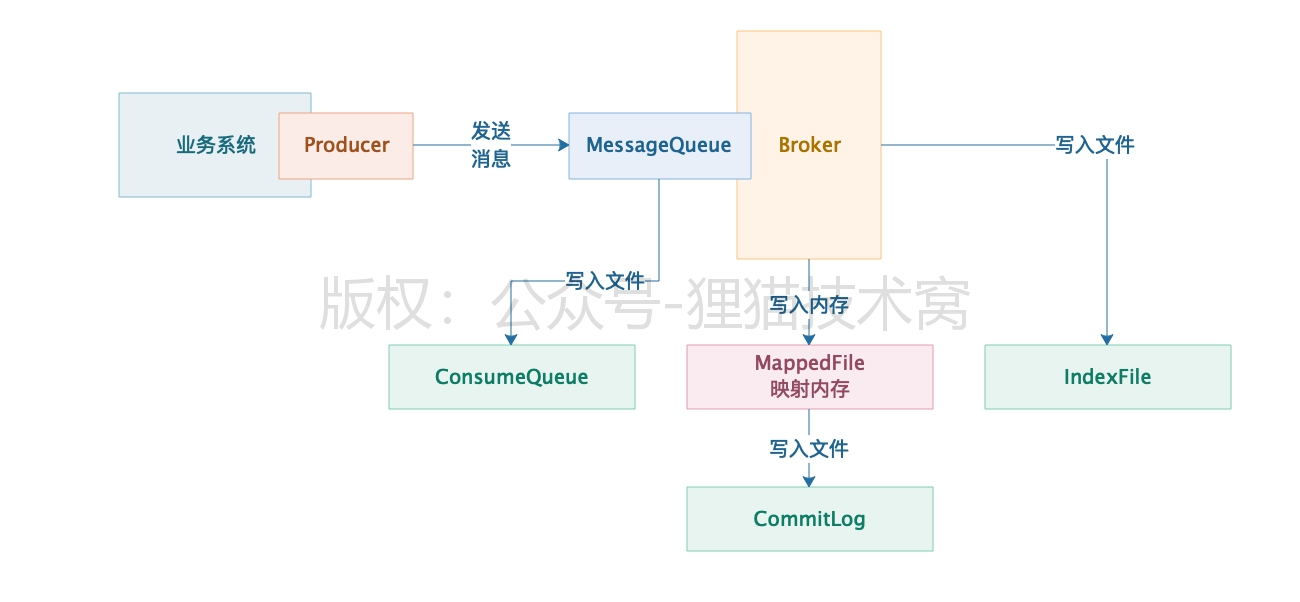 业务系统
Producer
发送
消息
MessageQueue
Broker
写入文件
写入文件
版权：公众号-狸猫技术窝
写入内存
ConsumeQueue
MappedFile
映射内存
IndexFile
写入文件
CommitLog